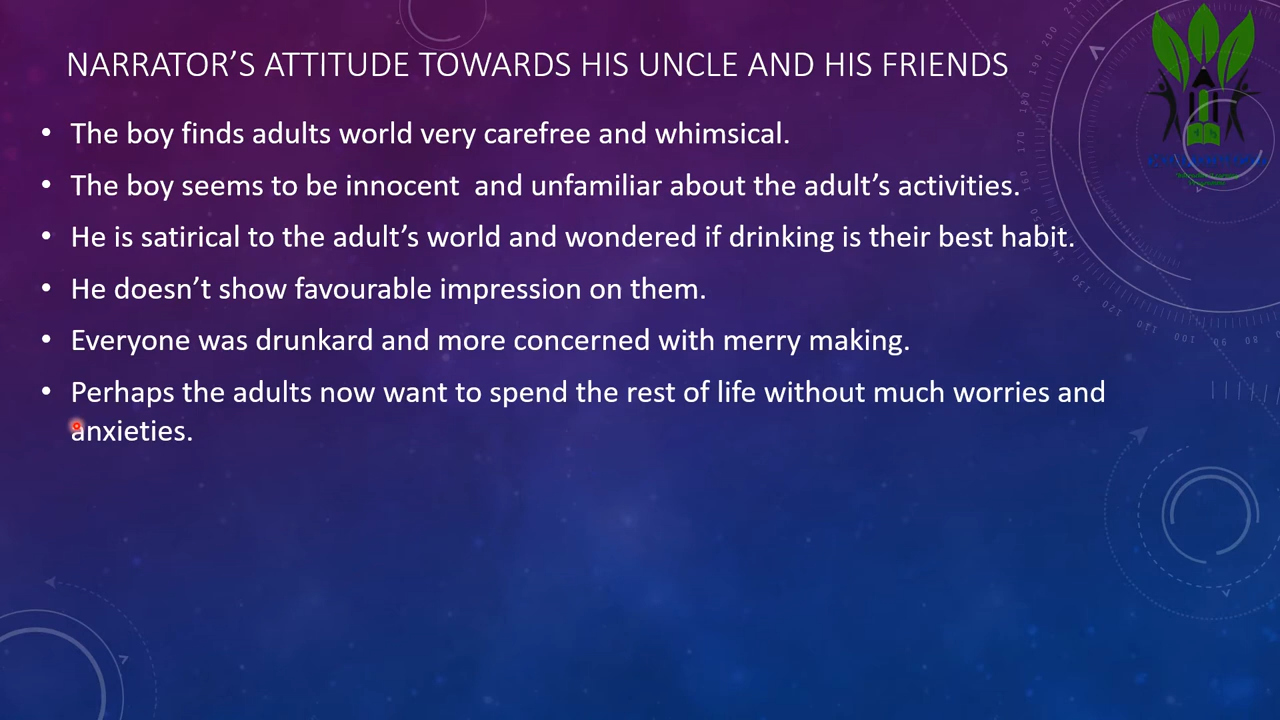 NARRATOR'S ATTITUDE TOWARDS HIS UNCLE AND HIS FRIENDS
• The boy finds adults world very carefree and whimsical.
• The boy seems to be innocent  and unfamiliar about the adult's activities.
• He is satirical to the adult's world and wondered if drinking is their best habit.
• He doesn't show favourable impression on them.
• Everyone was drunkard and more concerned with merry making.
• Perhaps the adults now want to spend the rest of life without much worries and
anxieties.